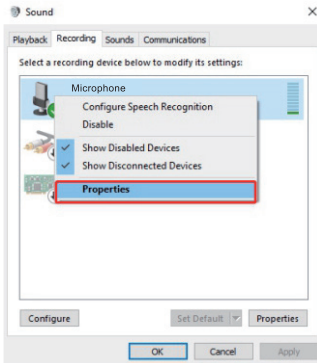 Sound
Playback Recording Sounds Communications
Select a recording device below to modify its settings:
Microphone
Configure Speech Recognition
Disable
Show Disabled Devices
Show Disconnected Devices
Properties
Configure Set Default Properties
OK Cancel Apply